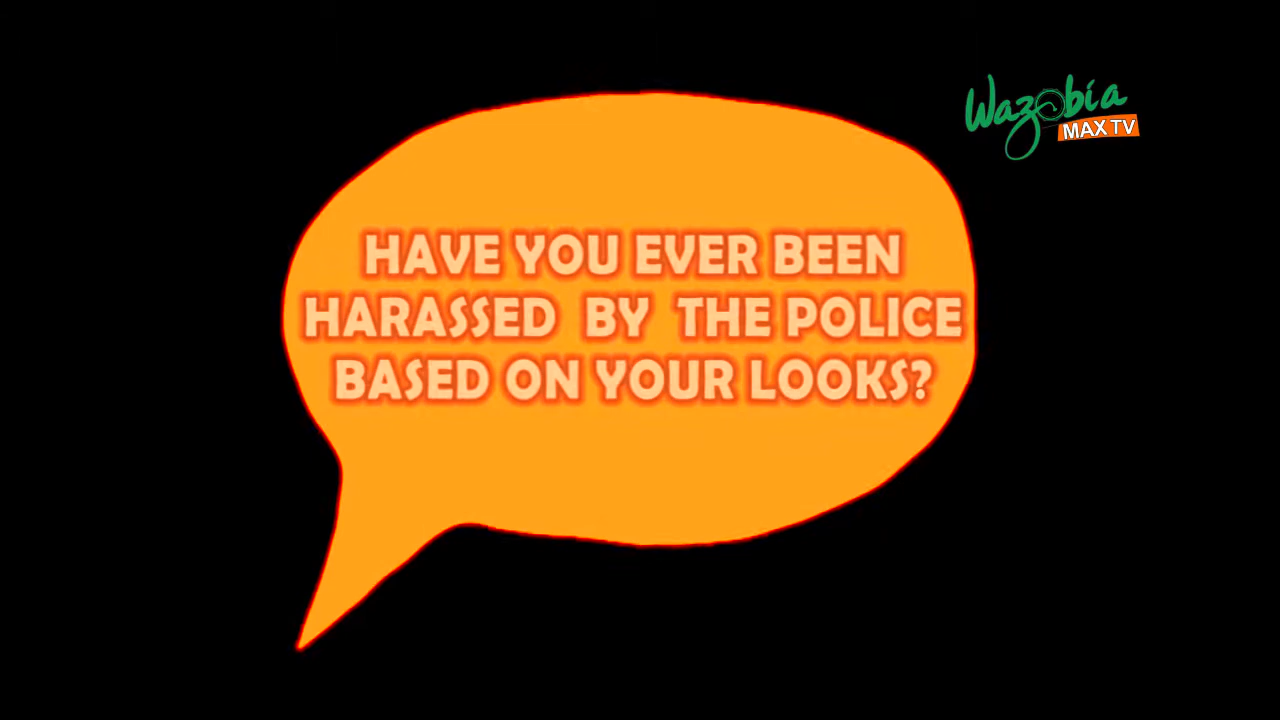 Wazobia
MAX TV
HAVE YOU EVER BEEN
HARASSED BY THE POLICE
BASED ON YOUR LOOKS?